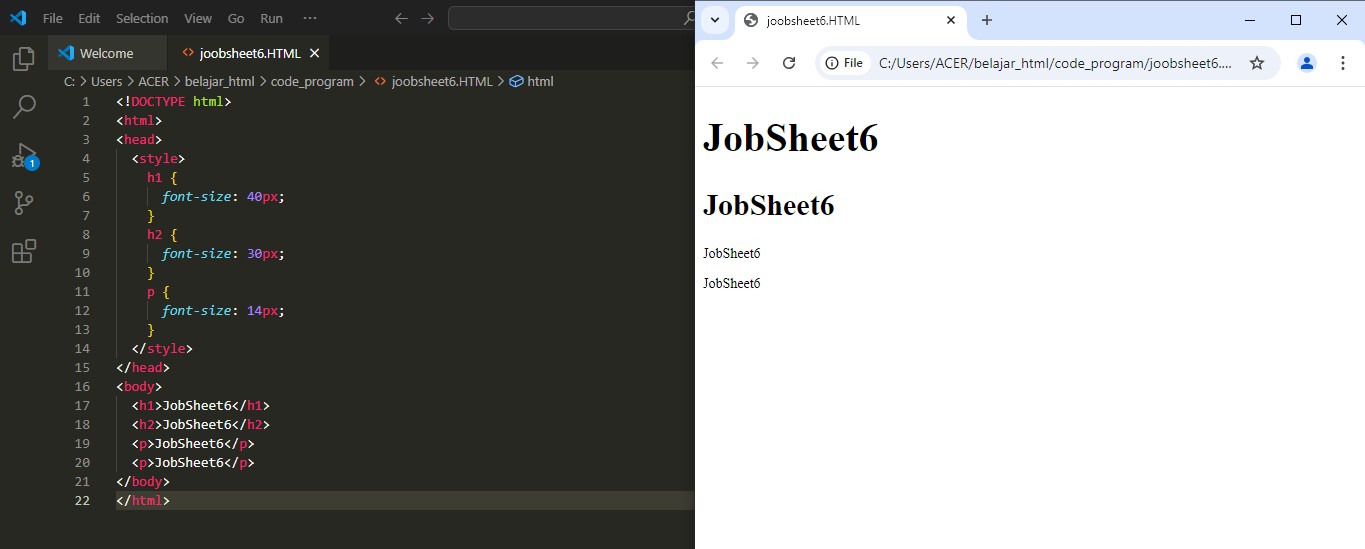 File Edit Selection View Go Run ···
Welcome joobsheet6.HTML
C: > Users > ACER > belajar_html > code_program > joobsheet6.HTML > html
1 <!DOCTYPE html>
2 <html>
3 <head>
4 <style>
5 h1 {
6 font-size: 40px;
7 }
8 h2 {
9 font-size: 30px;
10 }
11 p {
12 font-size: 14px;
13 }
14 </style>
15 </head>
16 <body>
17 <h1>JobSheet6</h1>
18 <h2>JobSheet6</h2>
19 <p>JobSheet6</p>
20 <p>JobSheet6</p>
21 </body>
22 </html>
1
joobsheet6.HTML
File C:/Users/ACER/belajar_html/code_program/joobsheet6....
JobSheet6
JobSheet6
JobSheet6
JobSheet6